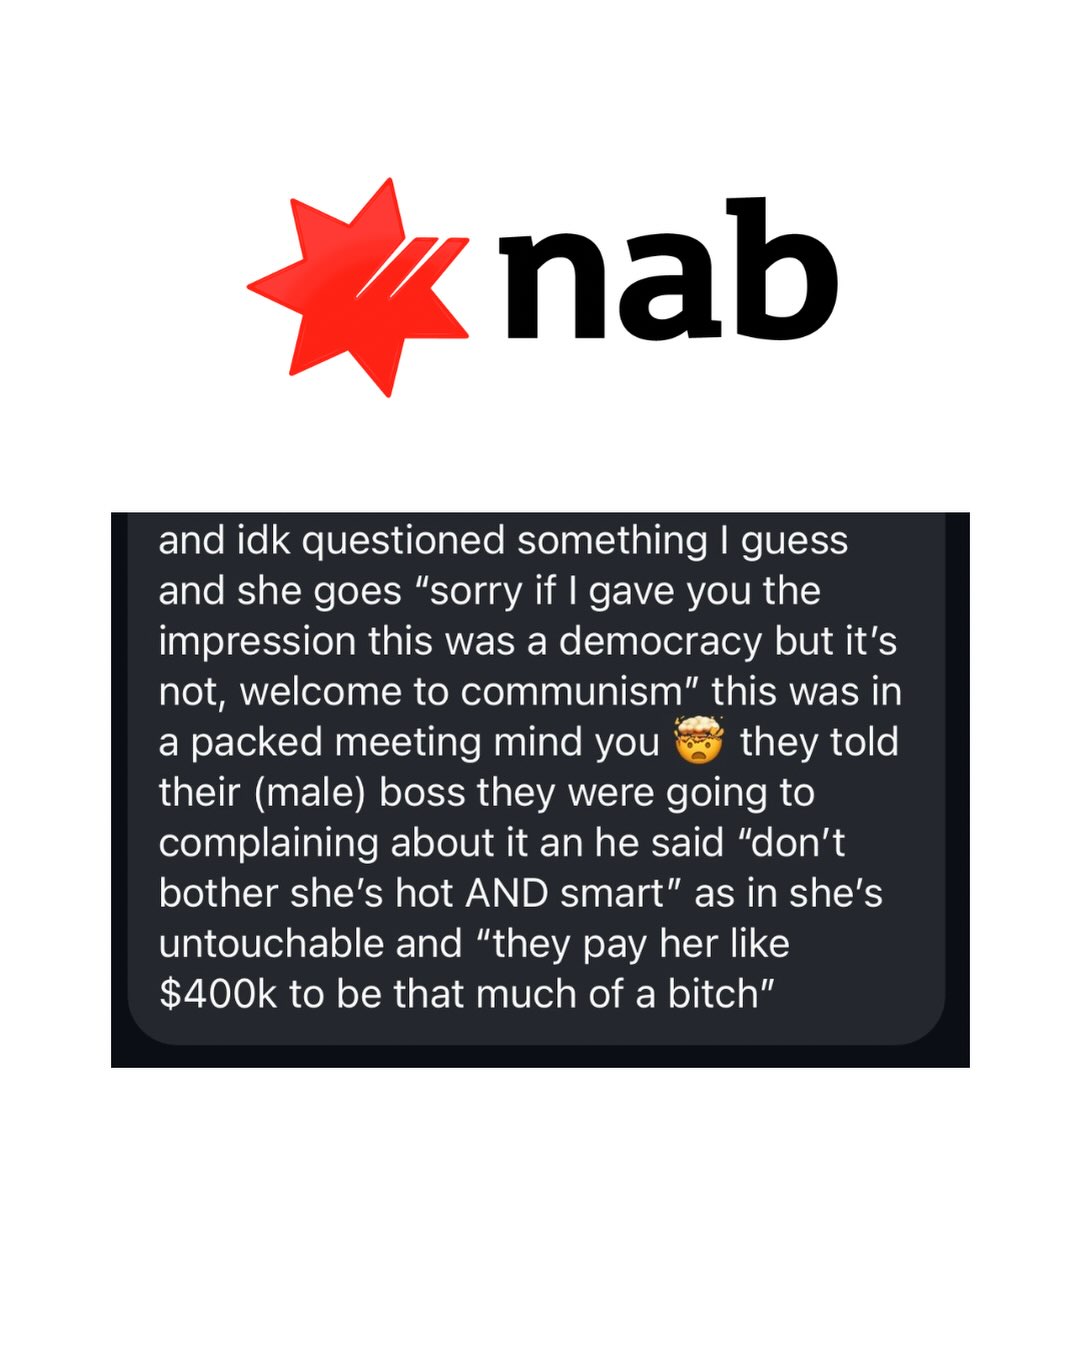 nab
and idk questioned something I guess
and she goes “sorry if I gave you the
impression this was a democracy but it’s
not, welcome to communism” this was in
a packed meeting mind you 🤯 they told
their (male) boss they were going to
complaining about it an he said “don’t
bother she’s hot AND smart” as in she’s
untouchable and “they pay her like
$400k to be that much of a bitch”